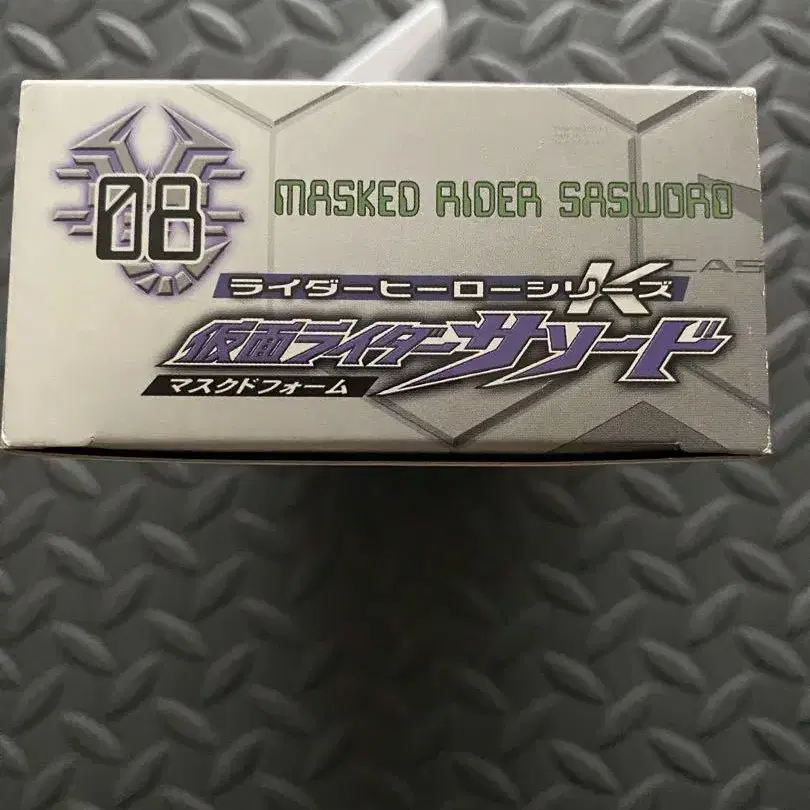 08
MASKED RIDER SASWORD
ライダーヒーローシリーズK
仮面ライダーサソード
マスクドフォーム
CAS